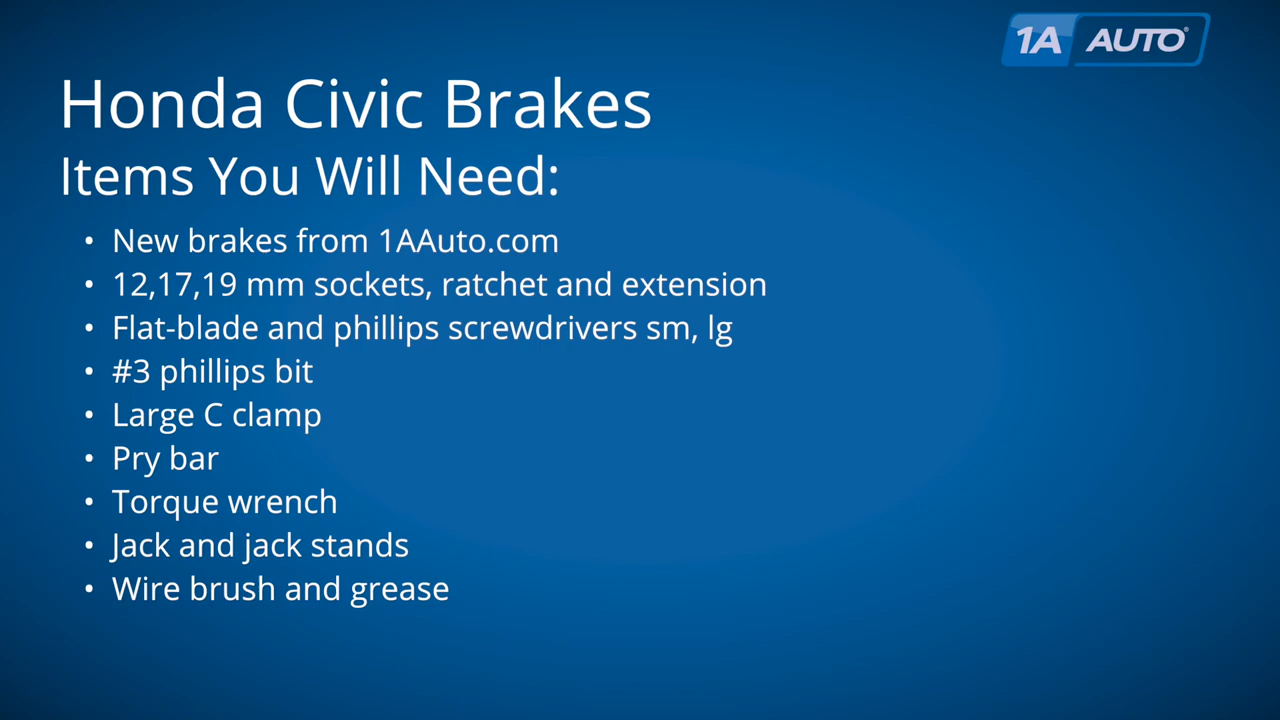 1A AUTO®
Honda Civic Brakes
Items You Will Need:
• New brakes from 1AAuto.com
• 12,17,19 mm sockets, ratchet and extension
• Flat-blade and phillips screwdrivers sm, lg
• #3 phillips bit
• Large C clamp
• Pry bar
• Torque wrench
• Jack and jack stands
• Wire brush and grease